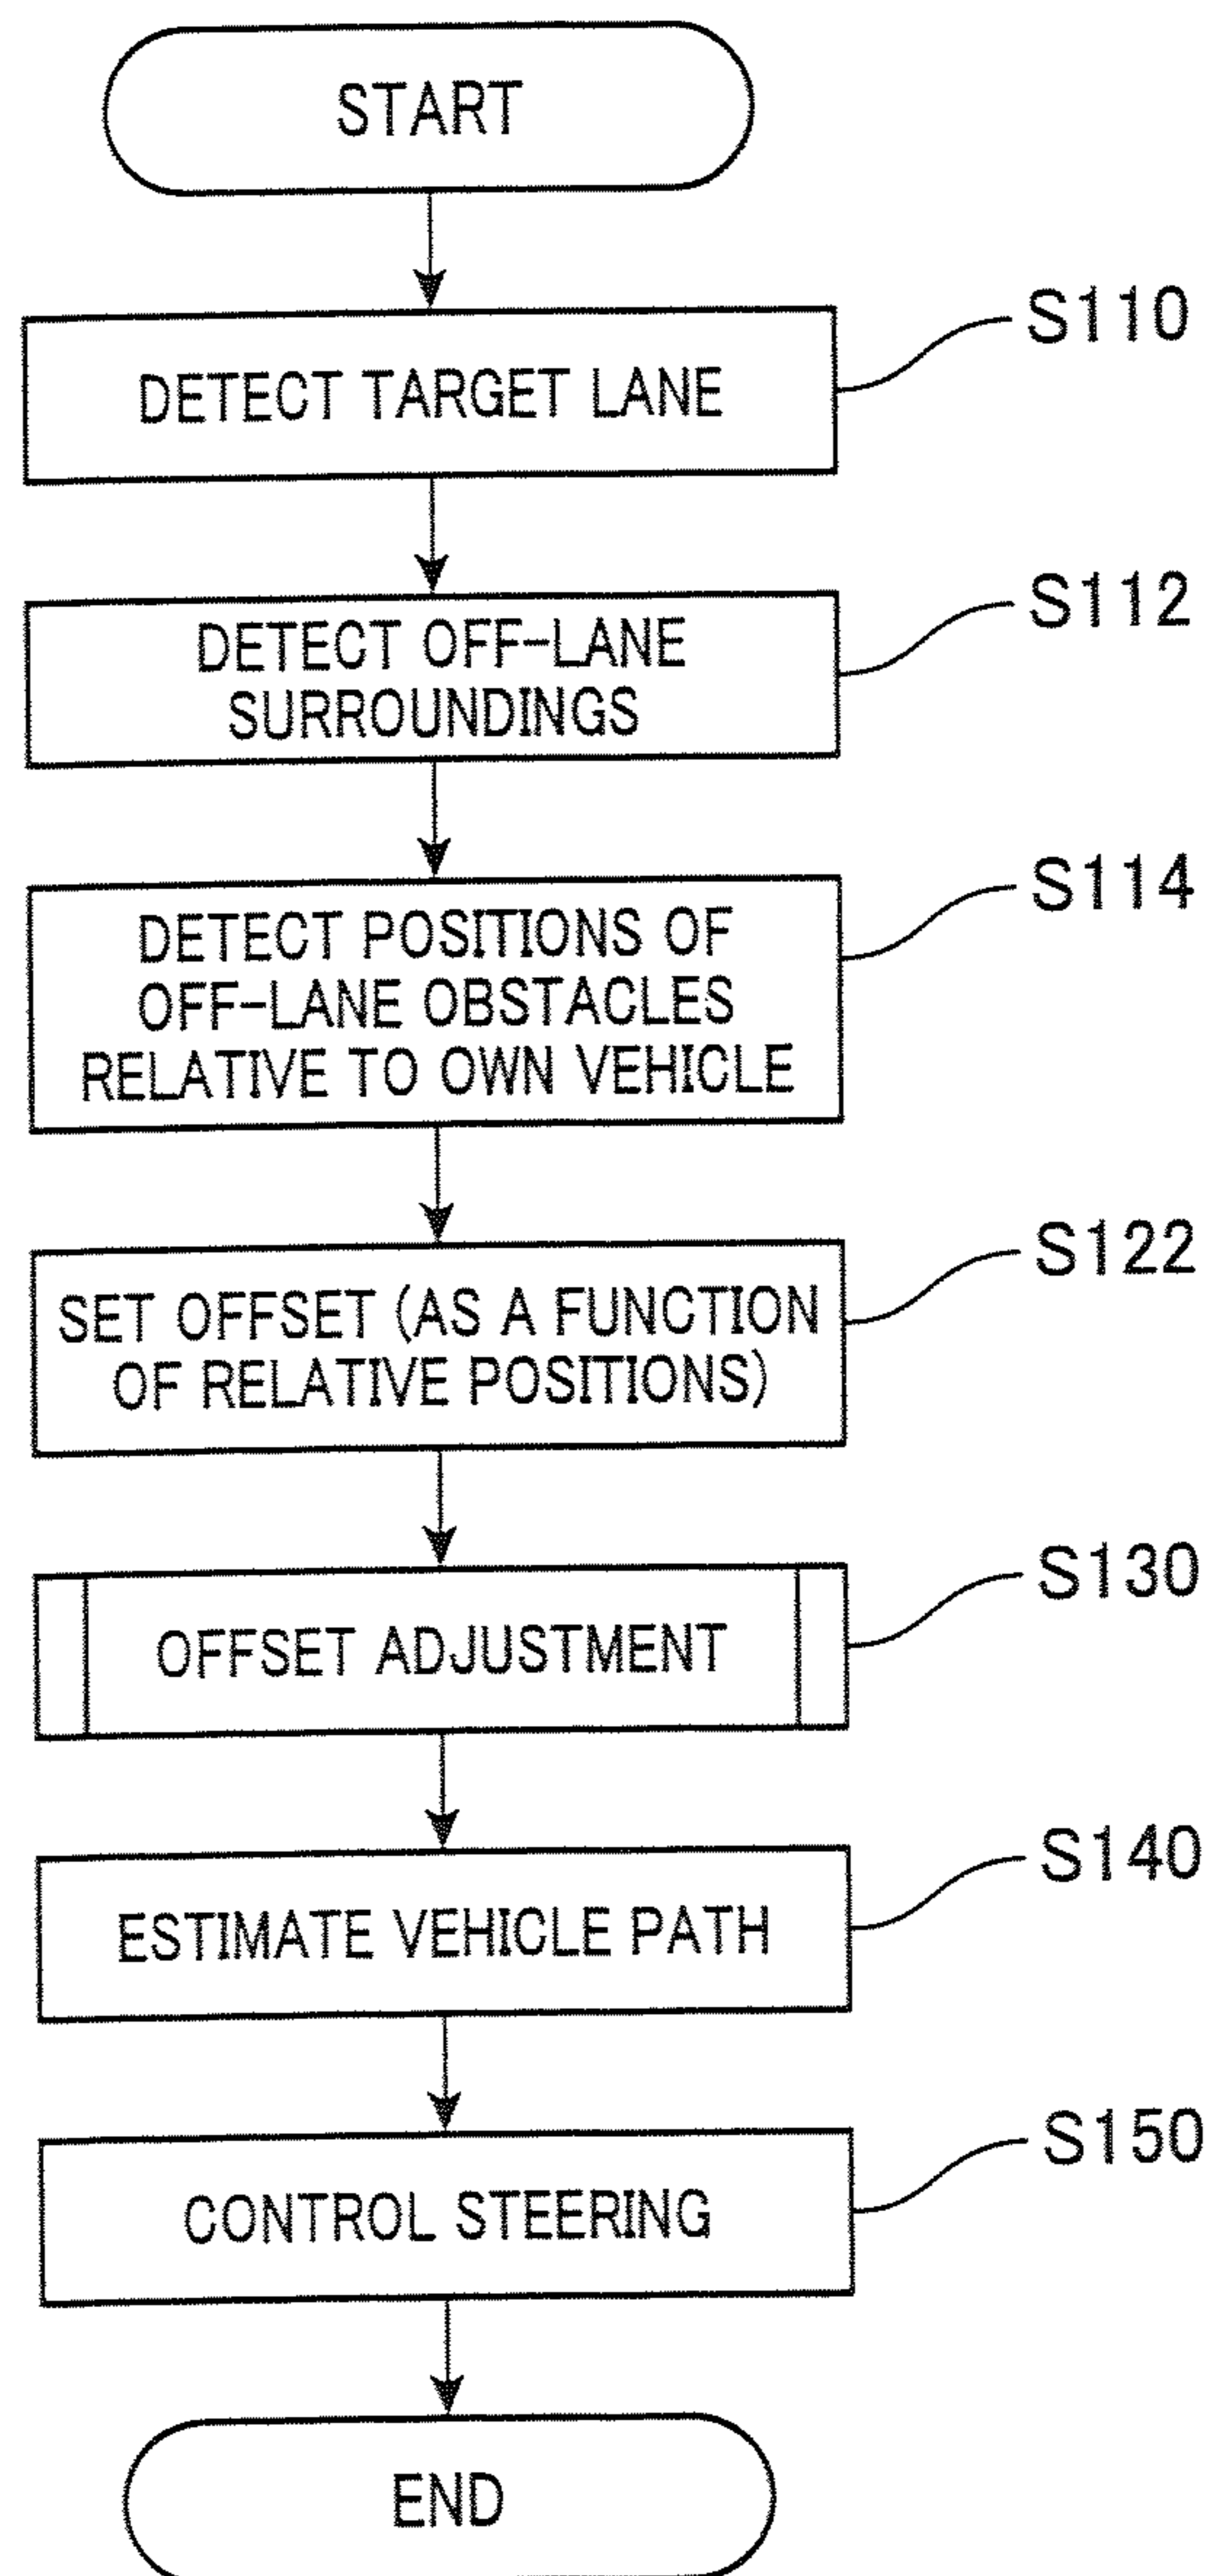 START
DETECT TARGET LANE
S110
DETECT OFF-LANE
SURROUNDINGS
S112
DETECT POSITIONS OF
OFF-LANE OBSTACLES
RELATIVE TO OWN VEHICLE
S114
SET OFFSET (AS A FUNCTION
OF RELATIVE POSITIONS)
S122
OFFSET ADJUSTMENT
S130
ESTIMATE VEHICLE PATH
S140
CONTROL STEERING
S150
END